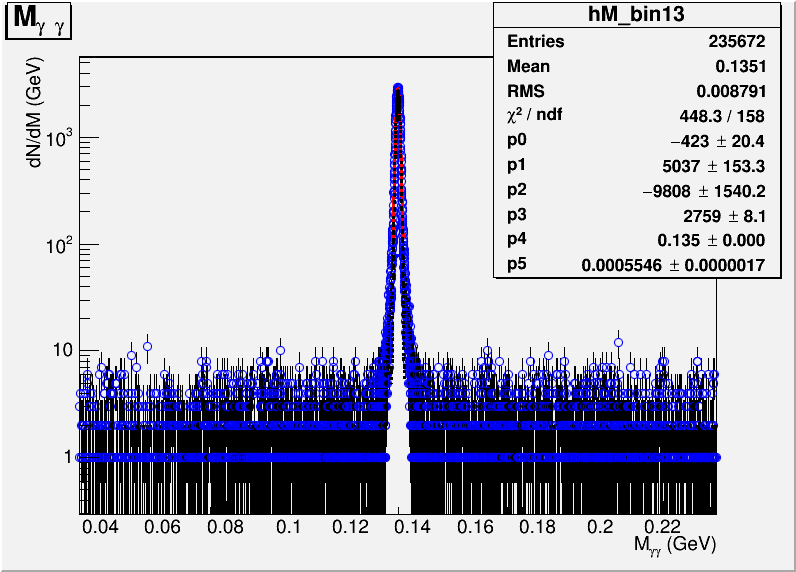 M γ γ
hM_bin13
Entries 235672
Mean 0.1351
RMS 0.008791
χ² / ndf 448.3 / 158
p0 −423 ± 20.4
p1 5037 ± 153.3
p2 −9808 ± 1540.2
p3 2759 ± 8.1
p4 0.135 ± 0.000
p5 0.0005546 ± 0.0000017
dN/dM (GeV)
10³
10²
10
1
0.04 0.06 0.08 0.1 0.12 0.14 0.16 0.18 0.2 0.22
Mγγ (GeV)